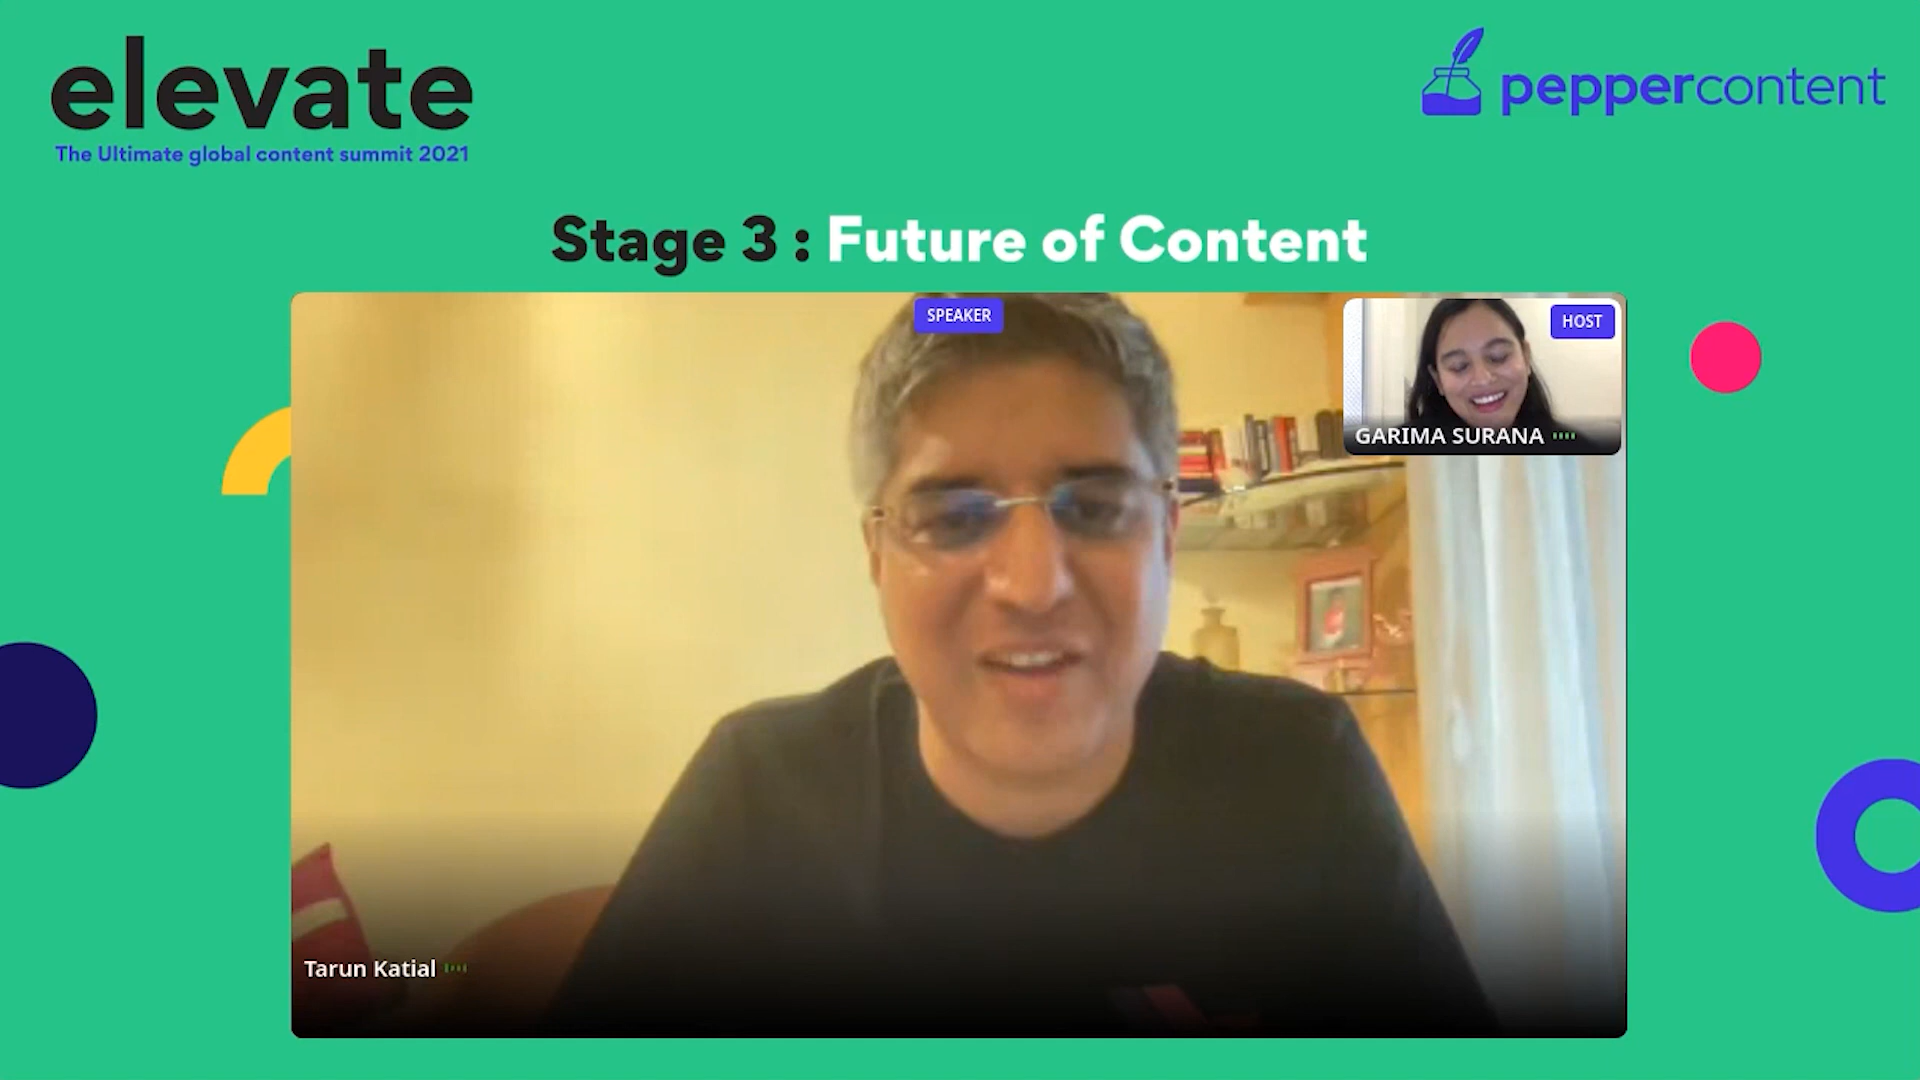 elevate
The Ultimate global content summit 2021
peppercontent
Stage 3 : Future of Content
SPEAKER
HOST
GARIMA SURANA
Tarun Katial